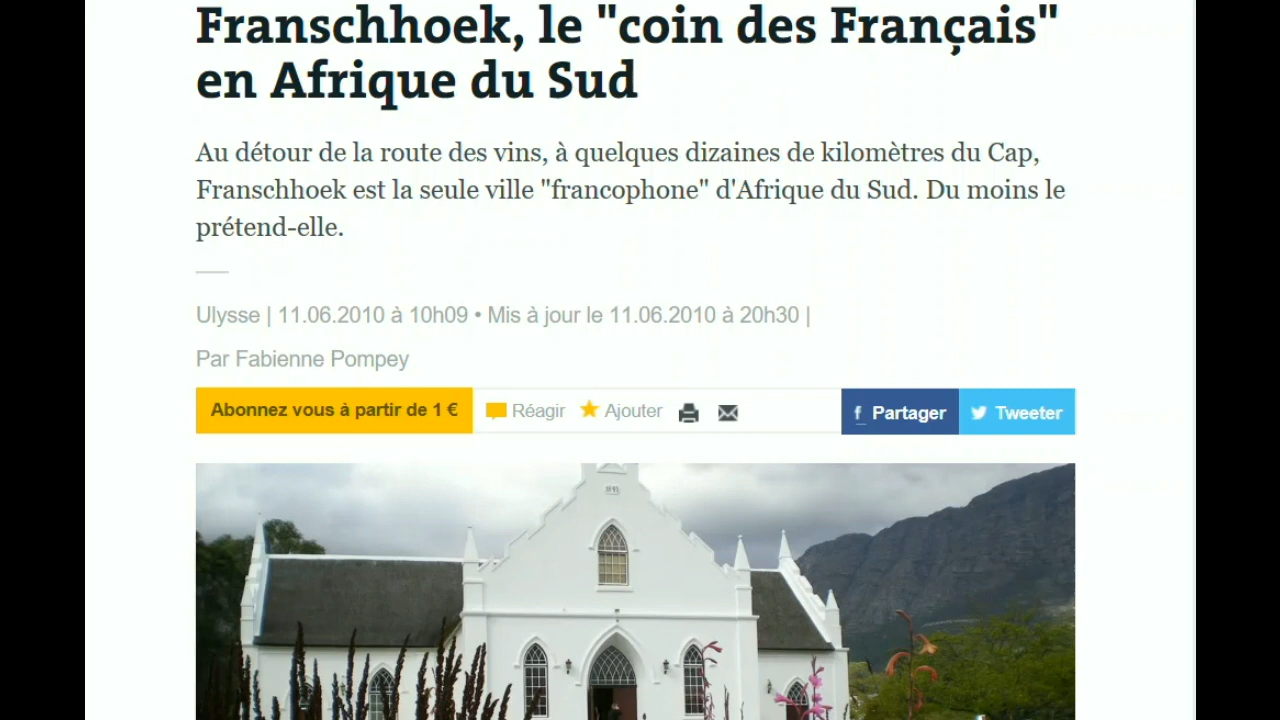 Franschhoek, le "coin des Français"
en Afrique du Sud
Au détour de la route des vins, à quelques dizaines de kilomètres du Cap,
Franschhoek est la seule ville "francophone" d'Afrique du Sud. Du moins le
prétend-elle.
Ulysse | 11.06.2010 à 10h09 • Mis à jour le 11.06.2010 à 20h30 |
Par Fabienne Pompey
Abonnez vous à partir de 1 € Réagir Ajouter f Partager Tweeter